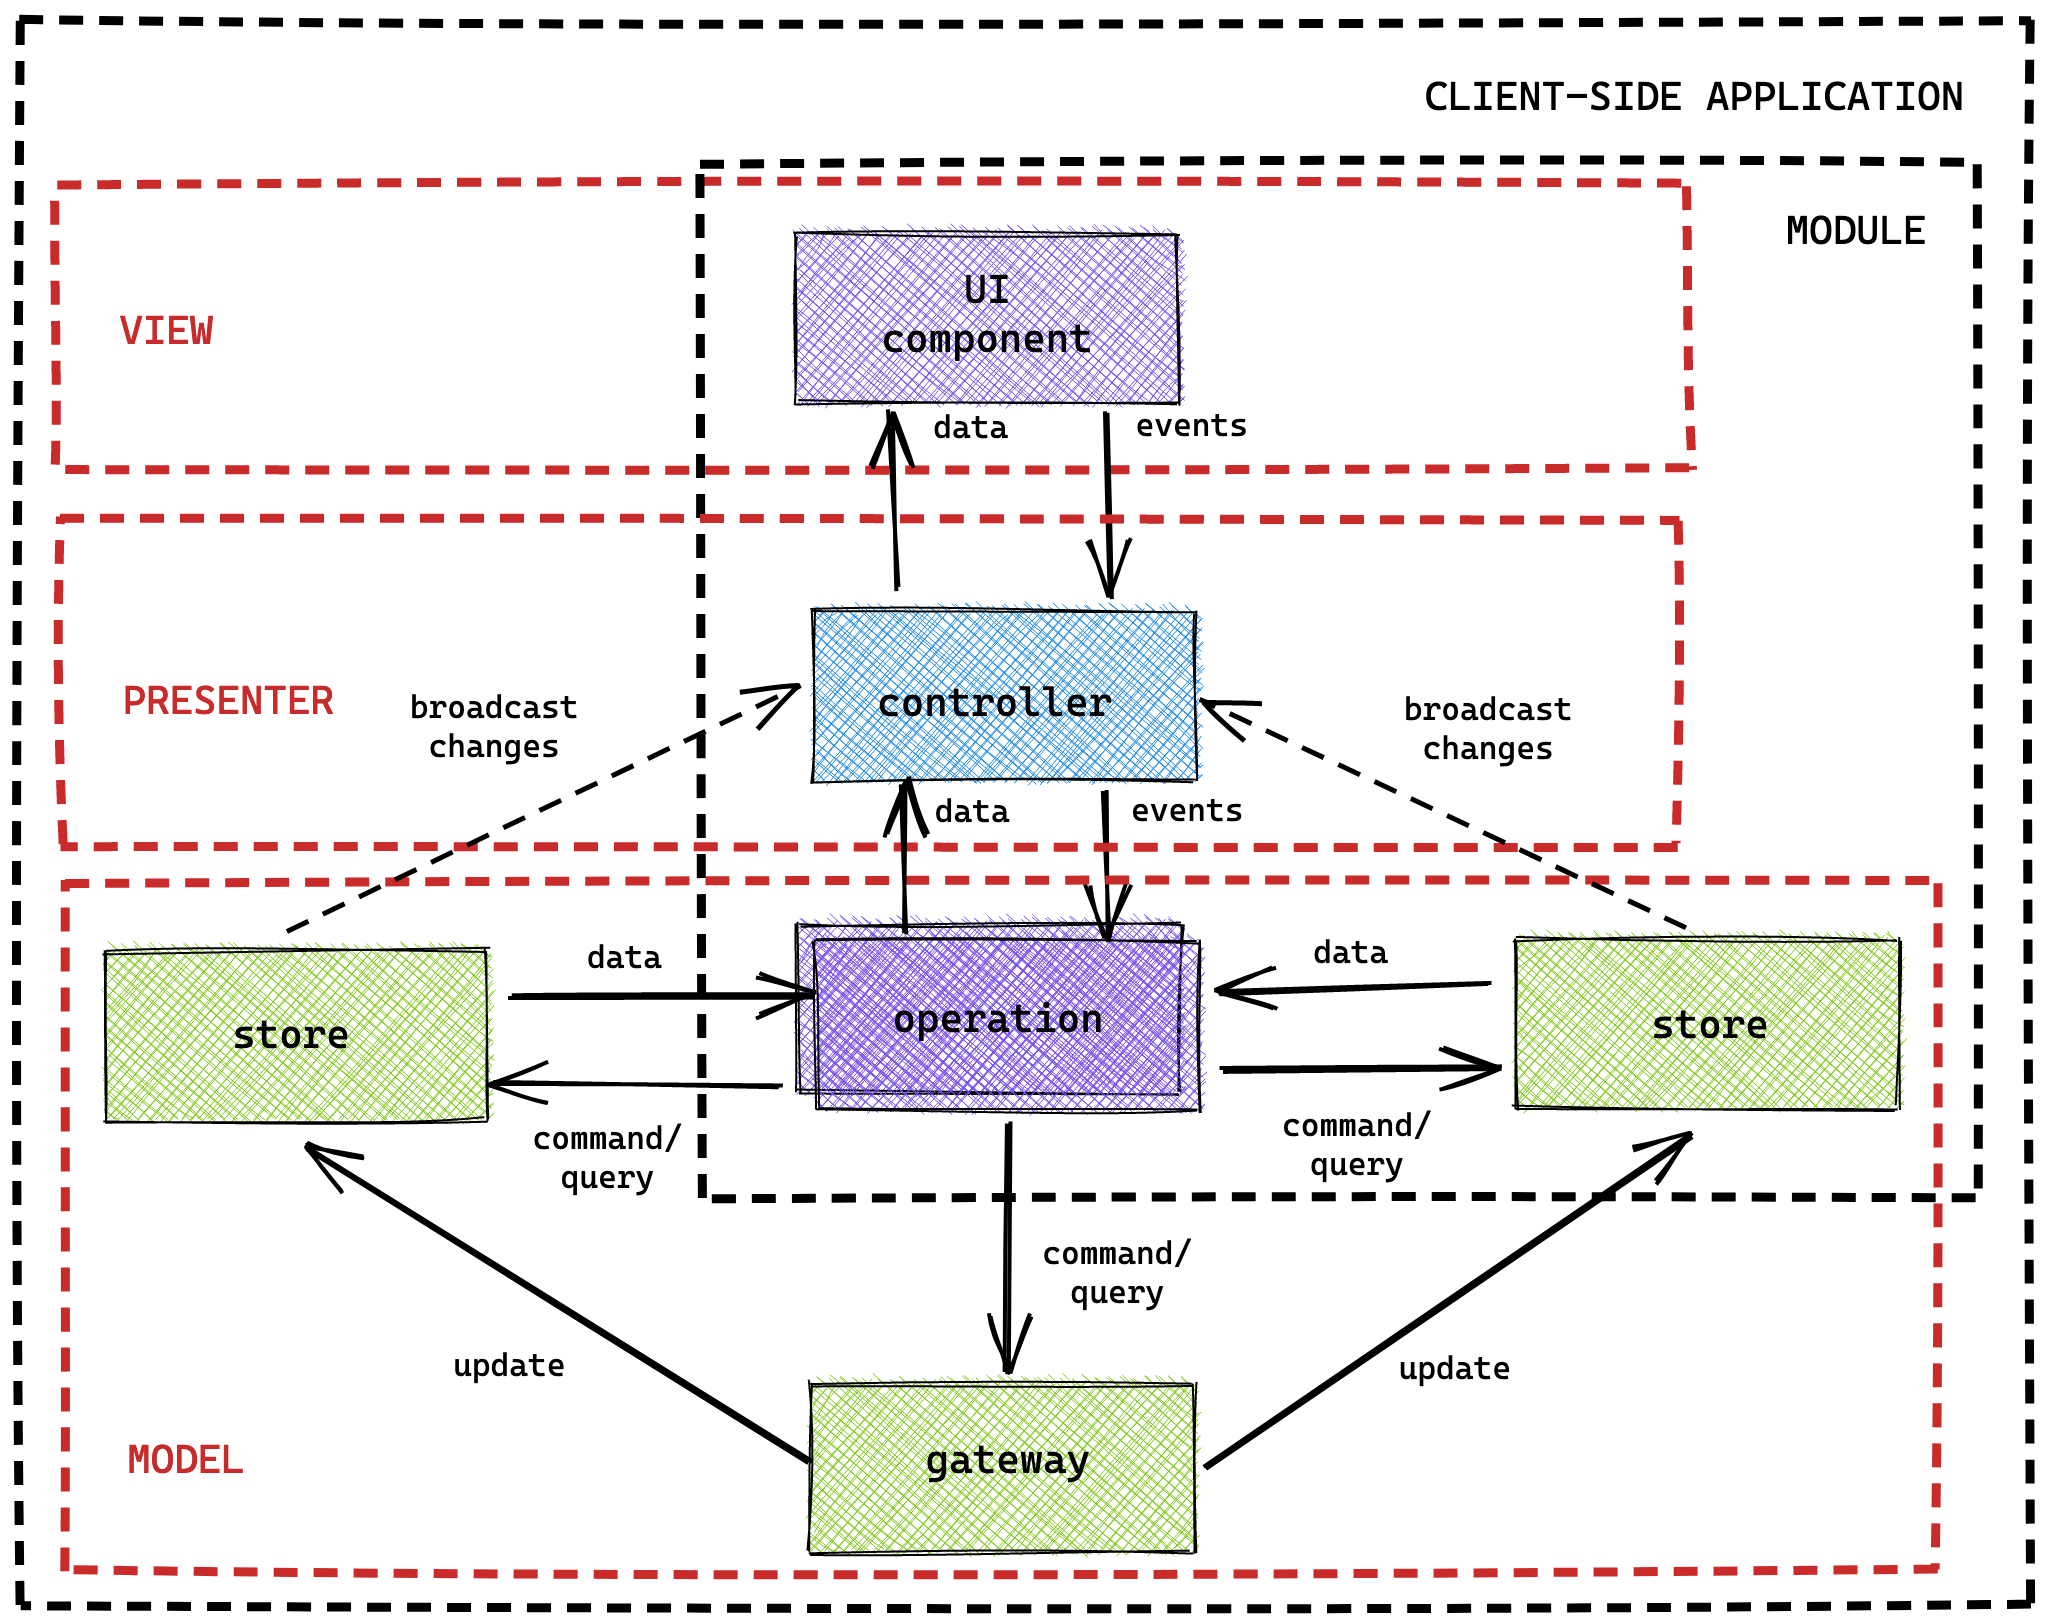 CLIENT-SIDE APPLICATION
MODULE
VIEW
UI
component
data
events
PRESENTER
broadcast
changes
controller
broadcast
changes
data
events
store
data
operation
data
store
command/
query
command/
query
command/
query
update
update
MODEL
gateway